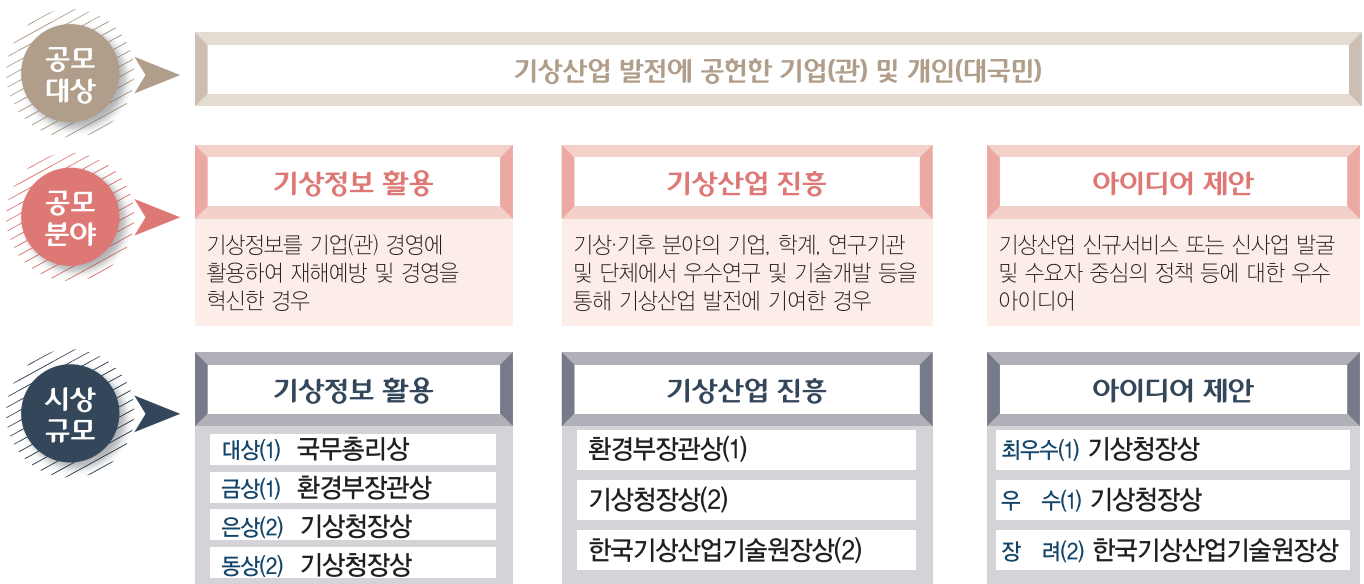 공모
대상
기상산업 발전에 공헌한 기업(관) 및 개인(대국민)
공모
분야
기상정보 활용
기상정보를 기업(관) 경영에
활용하여 재해예방 및 경영을
혁신한 경우
기상산업 진흥
기상·기후 분야의 기업, 학계, 연구기관
및 단체에서 우수연구 및 기술개발 등을
통해 기상산업 발전에 기여한 경우
아이디어 제안
기상산업 신규서비스 또는 신사업 발굴
및 수요자 중심의 정책 등에 대한 우수
아이디어
시상
규모
기상정보 활용
대상(1) 국무총리상
금상(1) 환경부장관상
은상(2) 기상청장상
동상(2) 기상청장상
기상산업 진흥
환경부장관상(1)
기상청장상(2)
한국기상산업기술원장상(2)
아이디어 제안
최우수(1) 기상청장상
우 수(1) 기상청장상
장 려(2) 한국기상산업기술원장상